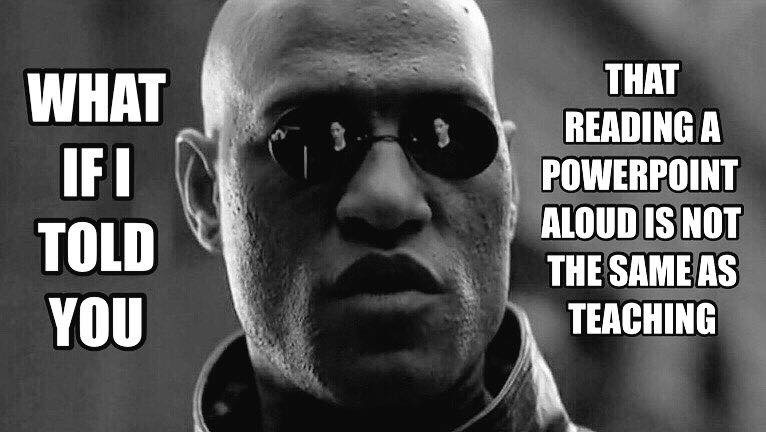 WHAT
IF I
TOLD
YOU
THAT
READING A
POWERPOINT
ALOUD IS NOT
THE SAME AS
TEACHING